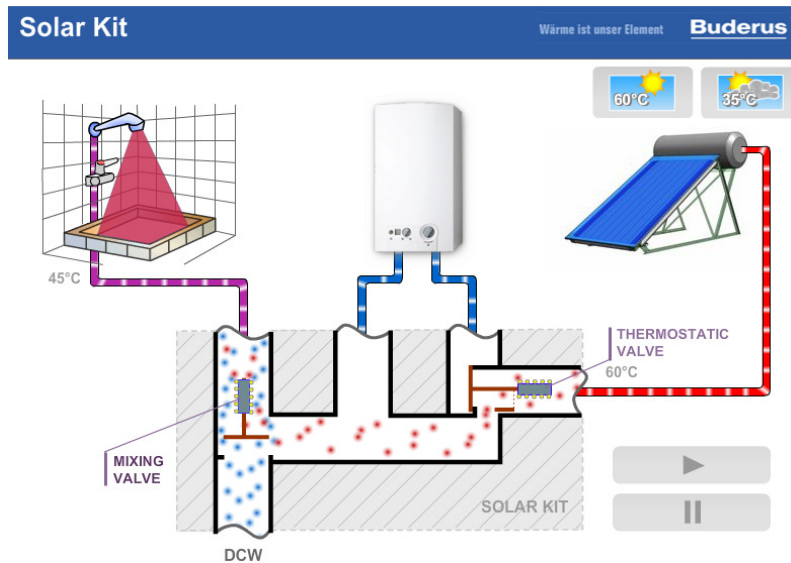 Solar Kit
Wärme ist unser Element
Buderus
60°C
35°C
45°C
THERMOSTATIC
VALVE
60°C
MIXING
VALVE
SOLAR KIT
DCW